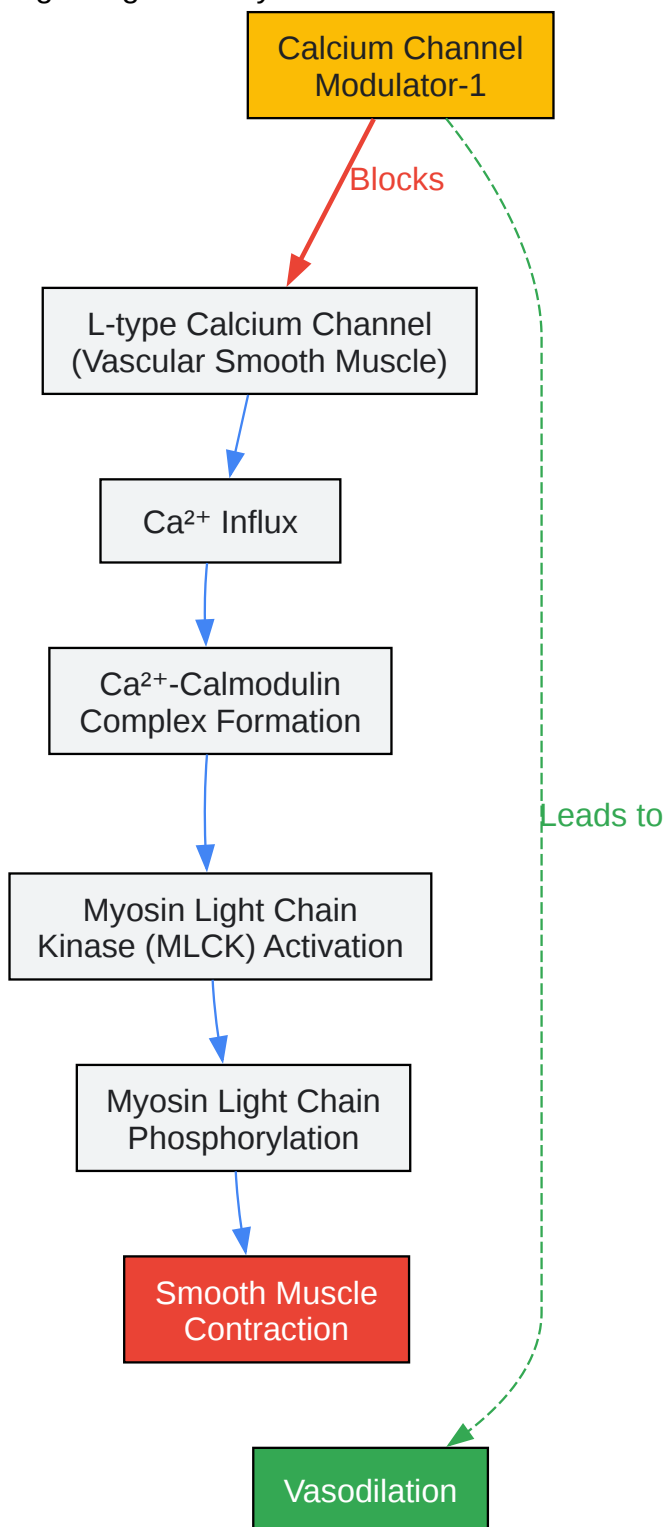 Calcium Channel
Modulator-1
Blocks
L-type Calcium Channel
(Vascular Smooth Muscle)
Ca²⁺ Influx
Ca²⁺-Calmodulin
Complex Formation
Leads to
Myosin Light Chain
Kinase (MLCK) Activation
Myosin Light Chain
Phosphorylation
Smooth Muscle
Contraction
Vasodilation